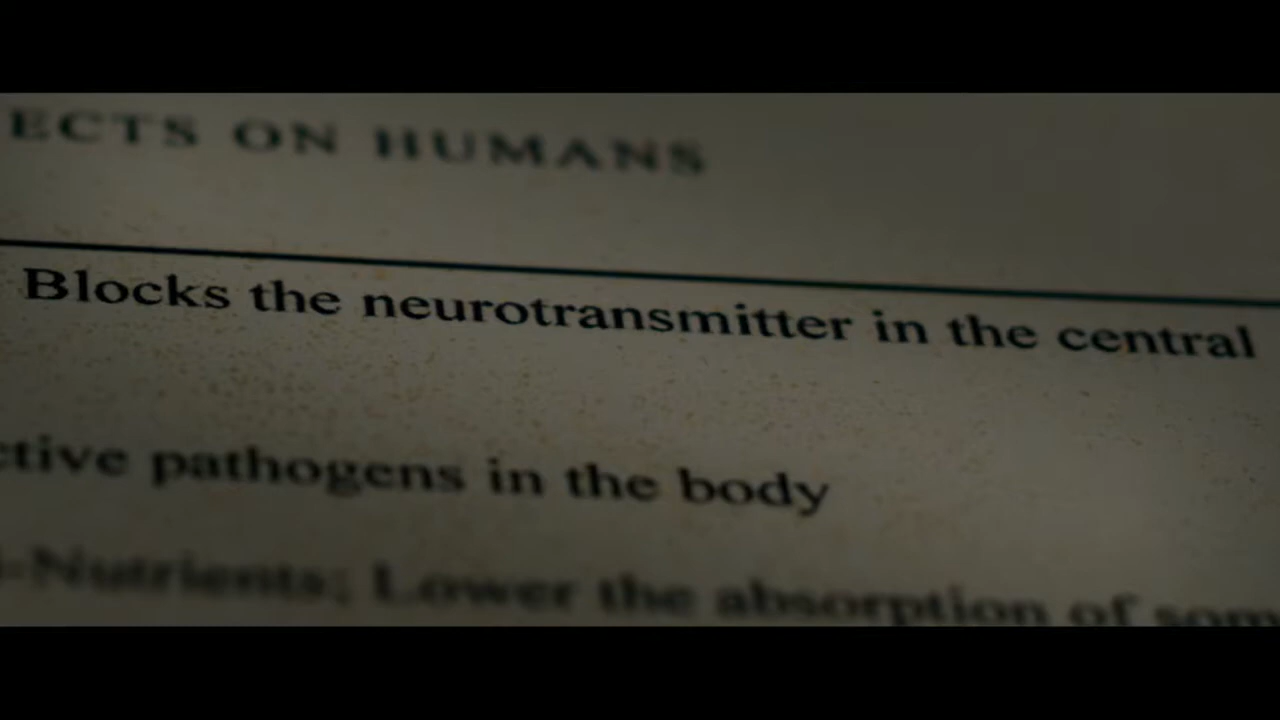 ECTS ON HUMANS
Blocks the neurotransmitter in the central
ctive pathogens in the body
-Nutrients; Lower the absorption of som